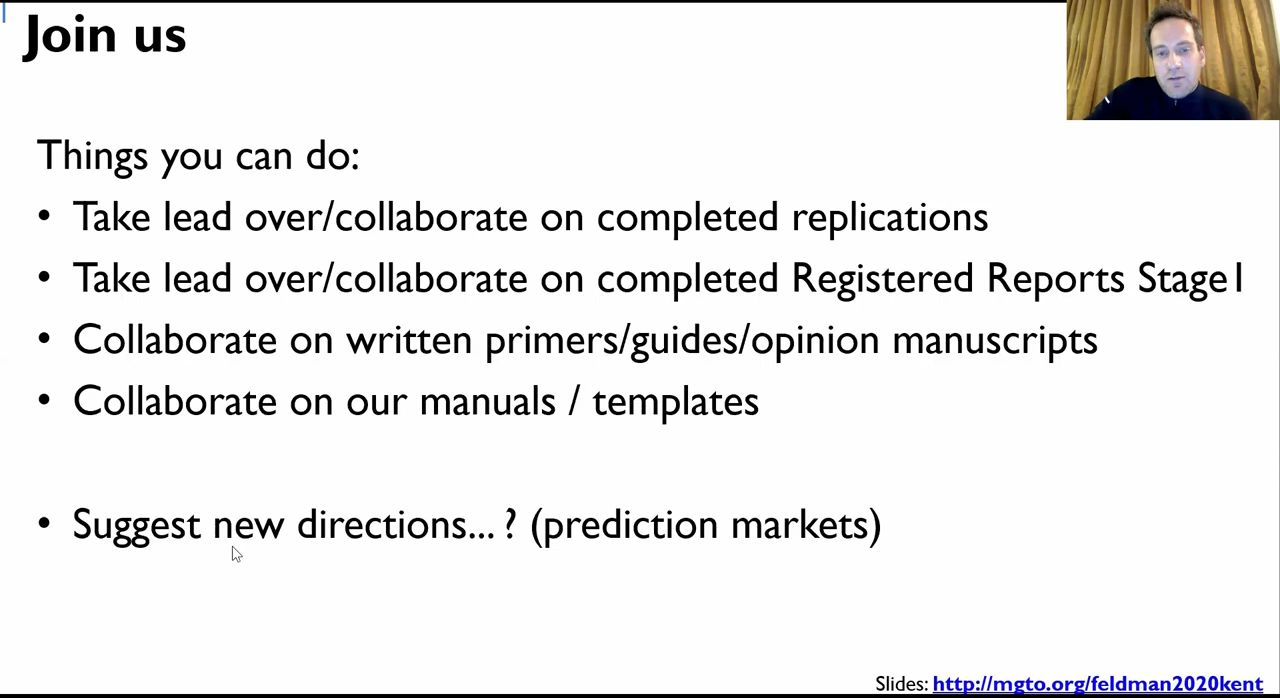 Join us
Things you can do:
• Take lead over/collaborate on completed replications
• Take lead over/collaborate on completed Registered Reports Stage1
• Collaborate on written primers/guides/opinion manuscripts
• Collaborate on our manuals / templates
• Suggest new directions... ? (prediction markets)
Slides: http://mgto.org/feldman2020kent